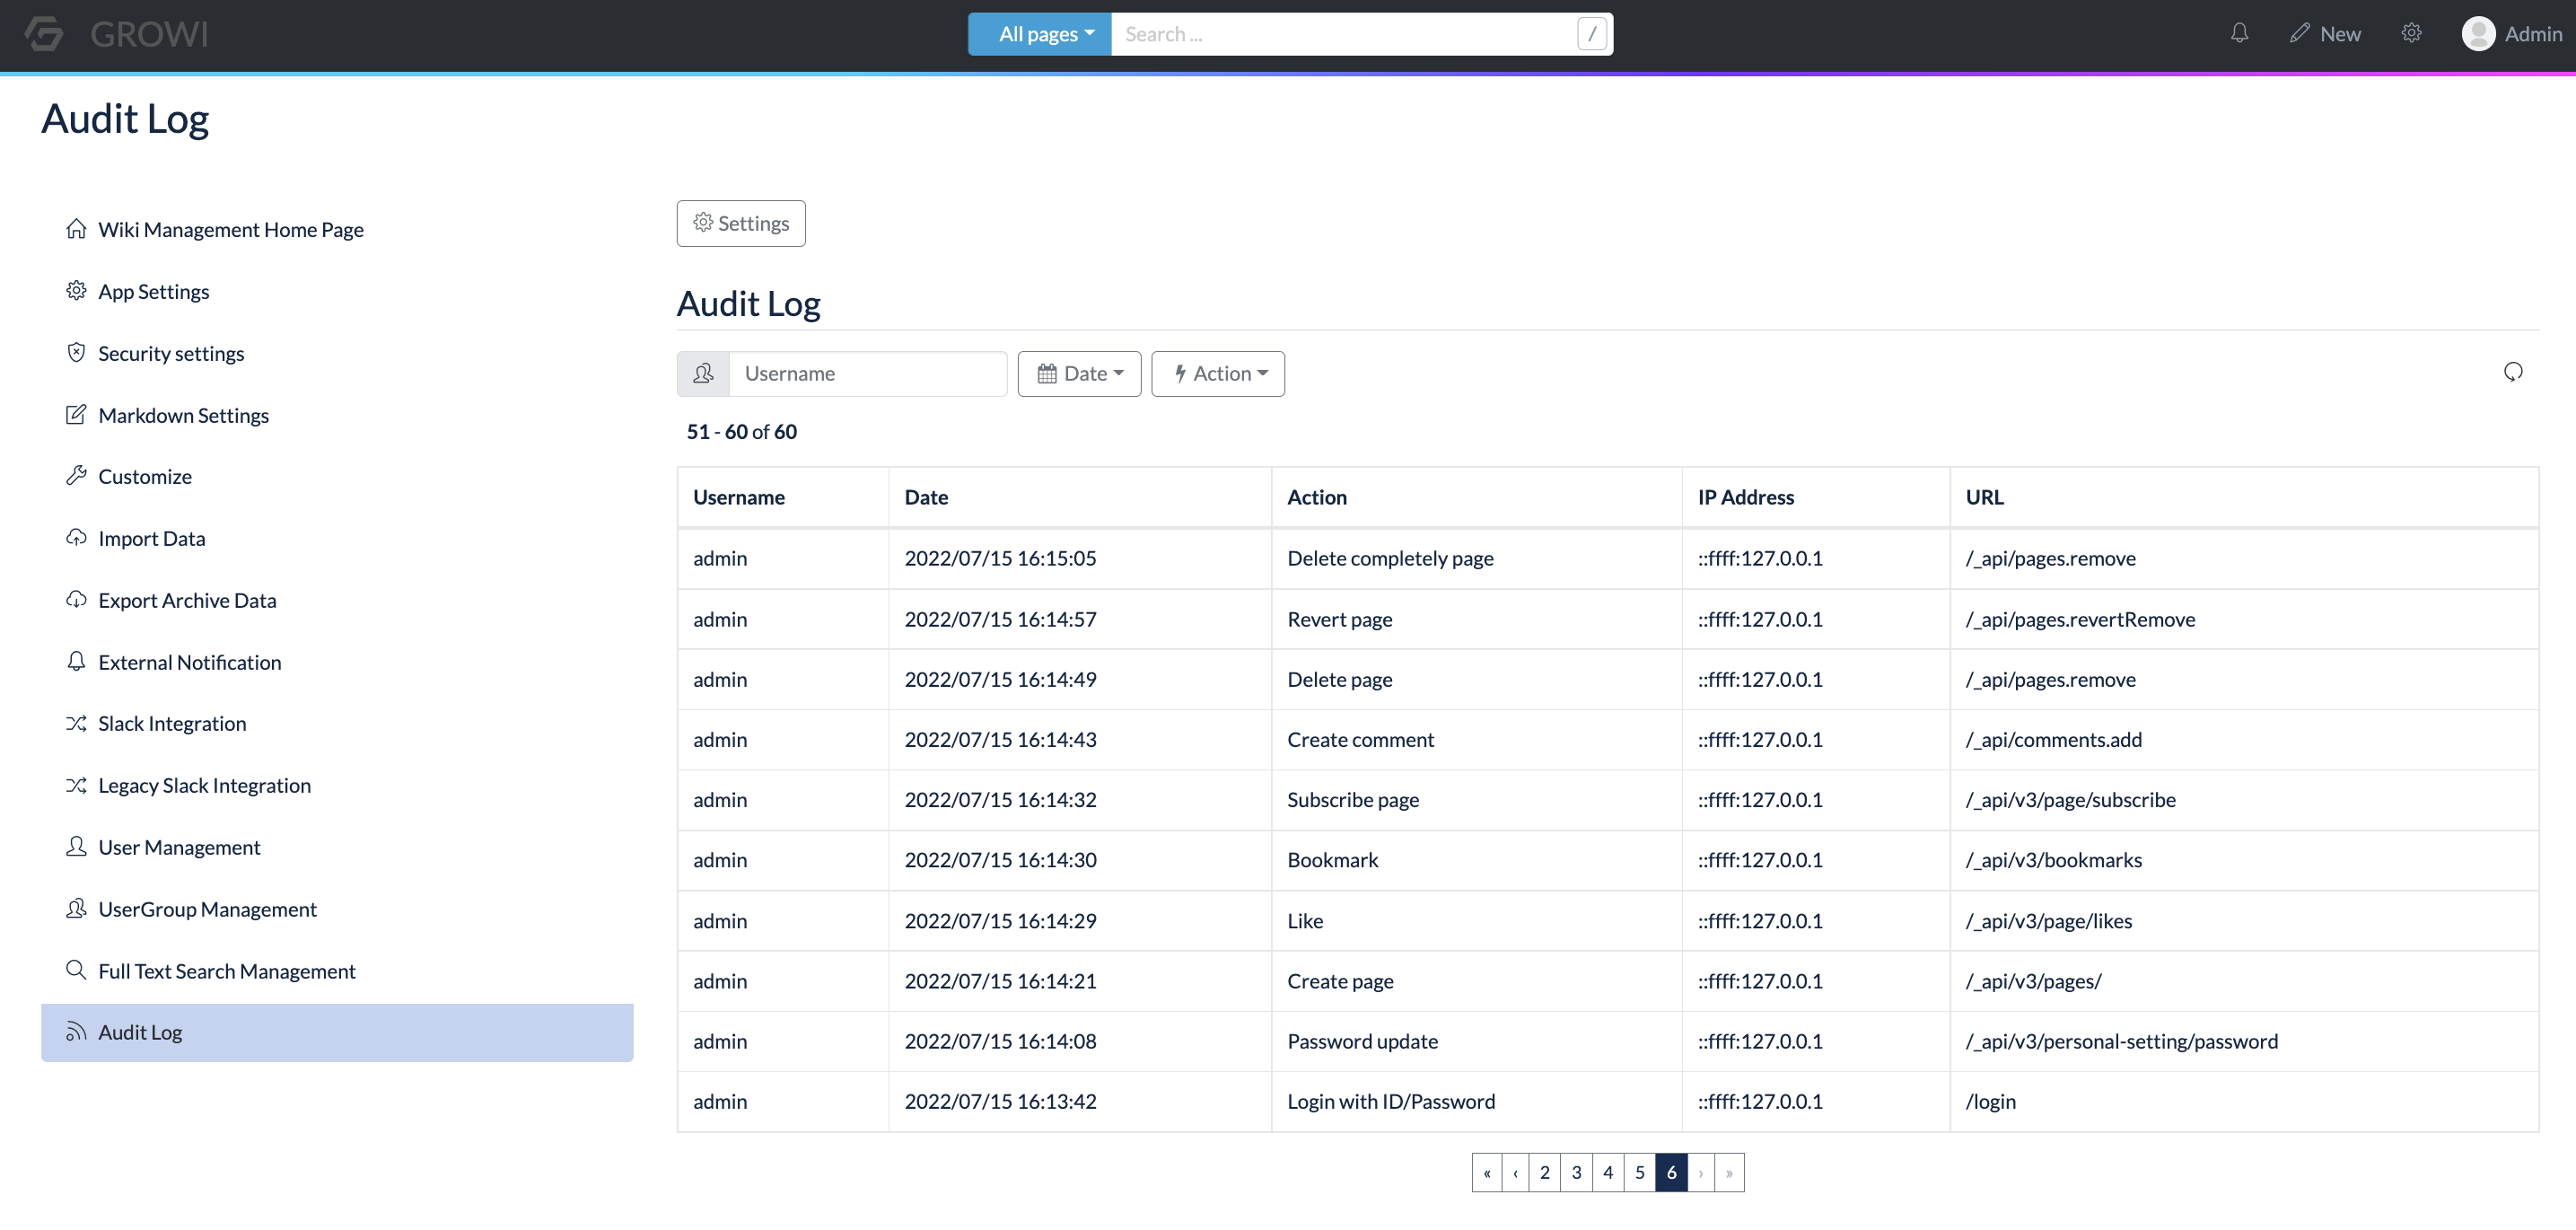 GROWI
All pages
Search ...
/
New
Admin
Audit Log
Wiki Management Home Page
App Settings
Security settings
Markdown Settings
Customize
Import Data
Export Archive Data
External Notification
Slack Integration
Legacy Slack Integration
User Management
UserGroup Management
Full Text Search Management
Audit Log
Settings
Audit Log
Username
Date
Action
51 - 60 of 60
Username Date Action IP Address URL
admin 2022/07/15 16:15:05 Delete completely page ::ffff:127.0.0.1 /_api/pages.remove
admin 2022/07/15 16:14:57 Revert page ::ffff:127.0.0.1 /_api/pages.revertRemove
admin 2022/07/15 16:14:49 Delete page ::ffff:127.0.0.1 /_api/pages.remove
admin 2022/07/15 16:14:43 Create comment ::ffff:127.0.0.1 /_api/comments.add
admin 2022/07/15 16:14:32 Subscribe page ::ffff:127.0.0.1 /_api/v3/page/subscribe
admin 2022/07/15 16:14:30 Bookmark ::ffff:127.0.0.1 /_api/v3/bookmarks
admin 2022/07/15 16:14:29 Like ::ffff:127.0.0.1 /_api/v3/page/likes
admin 2022/07/15 16:14:21 Create page ::ffff:127.0.0.1 /_api/v3/pages/
admin 2022/07/15 16:14:08 Password update ::ffff:127.0.0.1 /_api/v3/personal-setting/password
admin 2022/07/15 16:13:42 Login with ID/Password ::ffff:127.0.0.1 /login
« ‹ 2 3 4 5 6 › »